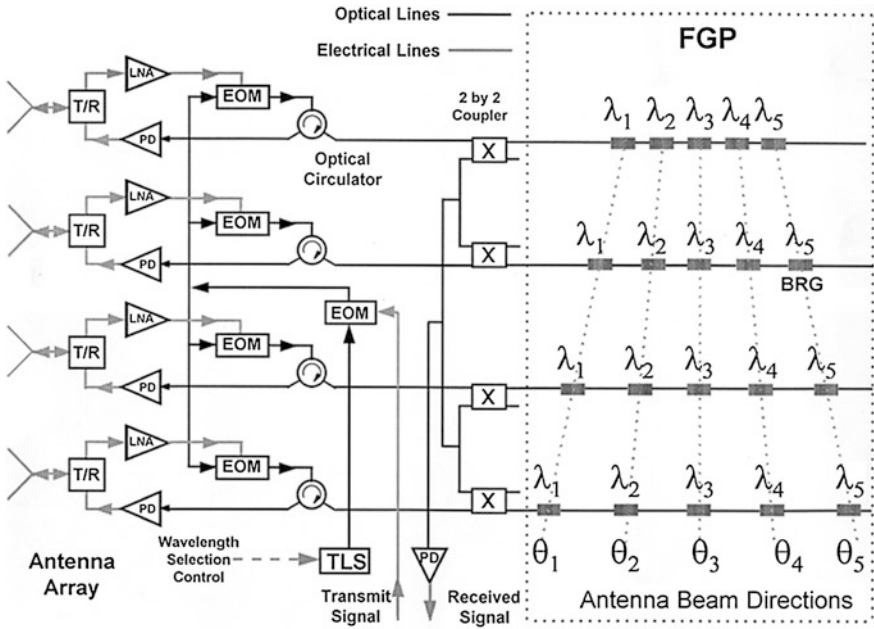 Optical Lines
Electrical Lines
FGP
LNA
EOM
T/R
PD
Optical
Circulator
2 by 2
Coupler
X
λ1 λ2 λ3 λ4 λ5
LNA
EOM
T/R
PD
X
λ1 λ2 λ3 λ4 λ5
BRG
EOM
LNA
EOM
T/R
PD
X
λ1 λ2 λ3 λ4 λ5
LNA
EOM
T/R
PD
X
λ1 λ2 λ3 λ4 λ5
θ1 θ2 θ3 θ4 θ5
Antenna
Array
Wavelength
Selection
Control
TLS
PD
Transmit
Signal
Received
Signal
Antenna Beam Directions